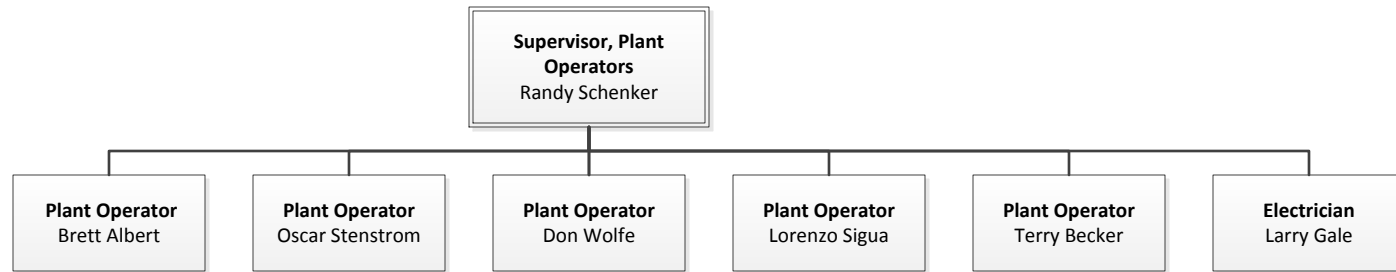 Supervisor, Plant
Operators
Randy Schenker
Plant Operator
Brett Albert
Plant Operator
Oscar Stenstrom
Plant Operator
Don Wolfe
Plant Operator
Lorenzo Sigua
Plant Operator
Terry Becker
Electrician
Larry Gale